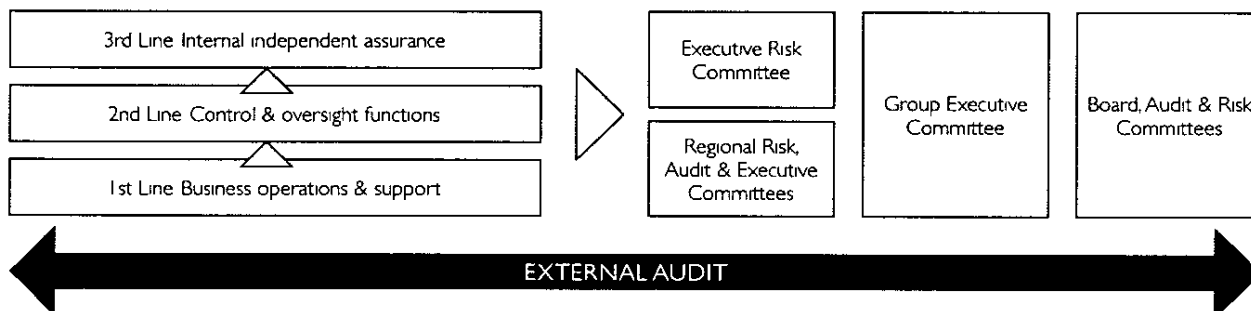 3rd Line Internal independent assurance
2nd Line Control & oversight functions
1st Line Business operations & support
Executive Risk
Committee
Regional Risk,
Audit & Executive
Committees
Group Executive
Committee
Board, Audit & Risk
Committees
EXTERNAL AUDIT